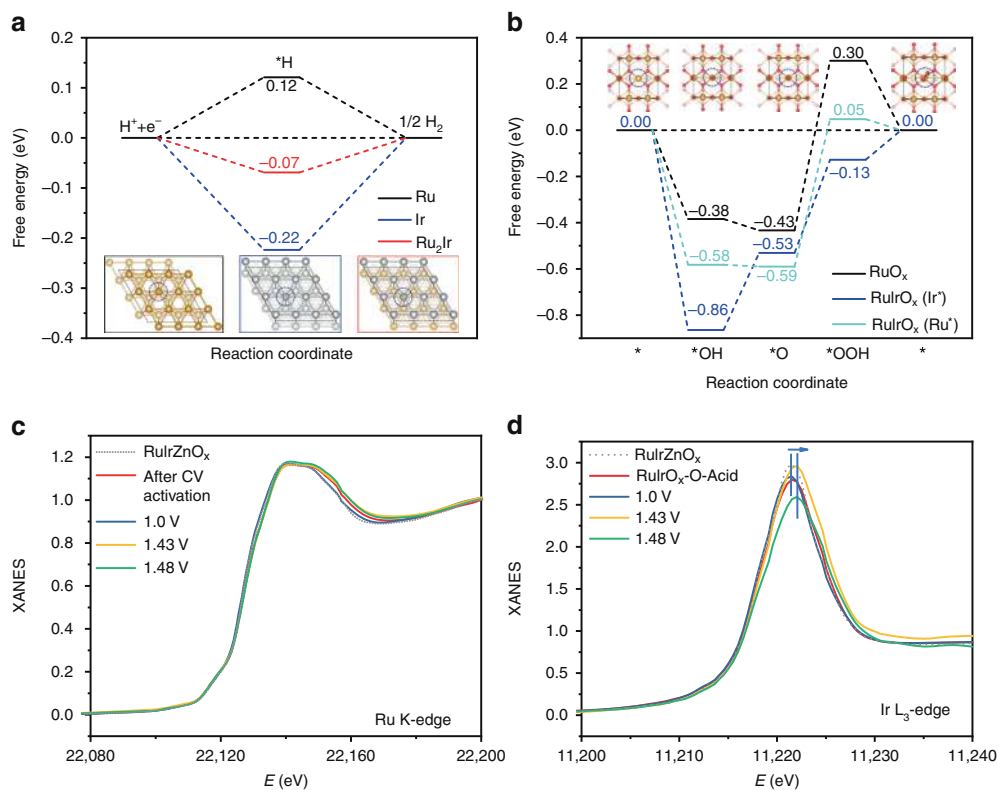 a
0.2
0.1
0.0
−0.1
−0.2
−0.3
−0.4
Free energy (eV)
*H
0.12
H⁺+e⁻
1/2 H₂
−0.07
−0.22
Ru
Ir
Ru₂Ir
Reaction coordinate
b
0.4
0.2
0.0
−0.2
−0.4
−0.6
−0.8
Free energy (eV)
0.30
0.00
0.05
0.00
−0.13
−0.38
−0.43
−0.53
−0.58
−0.59
−0.86
RuOₓ
RuIrOₓ (Ir*)
RuIrOₓ (Ru*)
* *OH *O *OOH *
Reaction coordinate
c
1.2
1.0
0.8
0.6
0.4
0.2
0.0
XANES
RuIrZnOₓ
After CV
activation
1.0 V
1.43 V
1.48 V
Ru K-edge
22,080 22,120 22,160 22,200
E (eV)
d
3.0
2.5
2.0
1.5
1.0
0.5
0.0
XANES
RuIrZnOₓ
RuIrOₓ-O-Acid
1.0 V
1.43 V
1.48 V
Ir L₃-edge
11,200 11,210 11,220 11,230 11,240
E (eV)